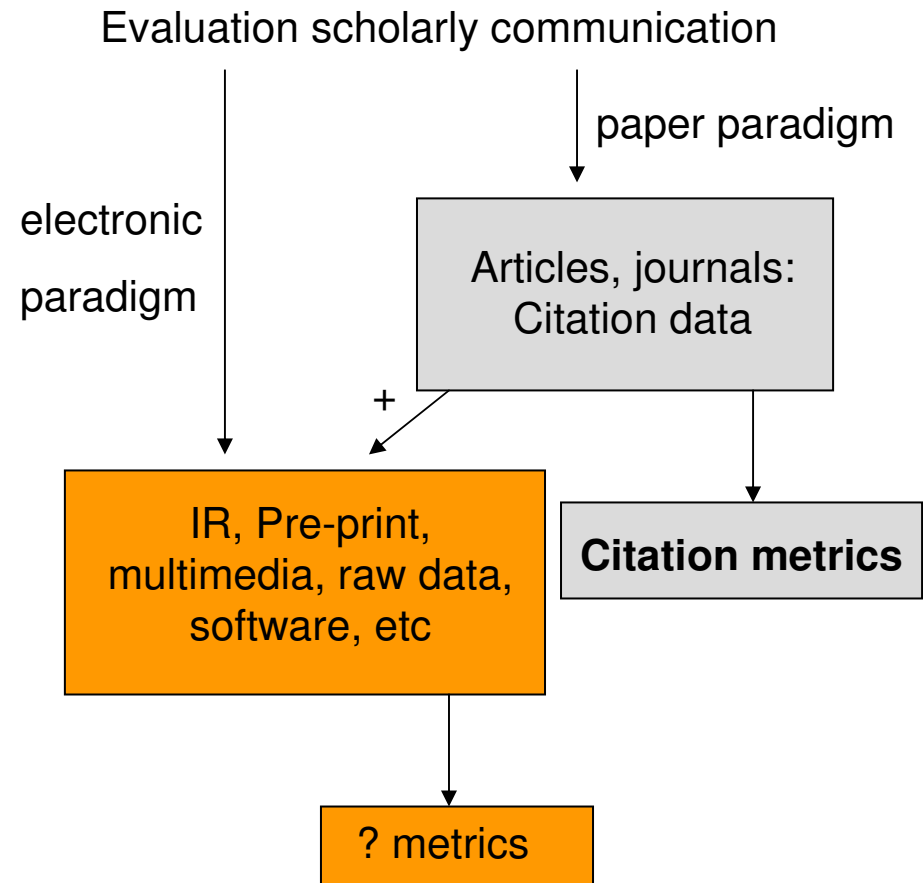 Evaluation scholarly communication
paper paradigm
electronic
paradigm
Articles, journals:
Citation data
+
IR, Pre-print,
multimedia, raw data,
software, etc
Citation metrics
? metrics